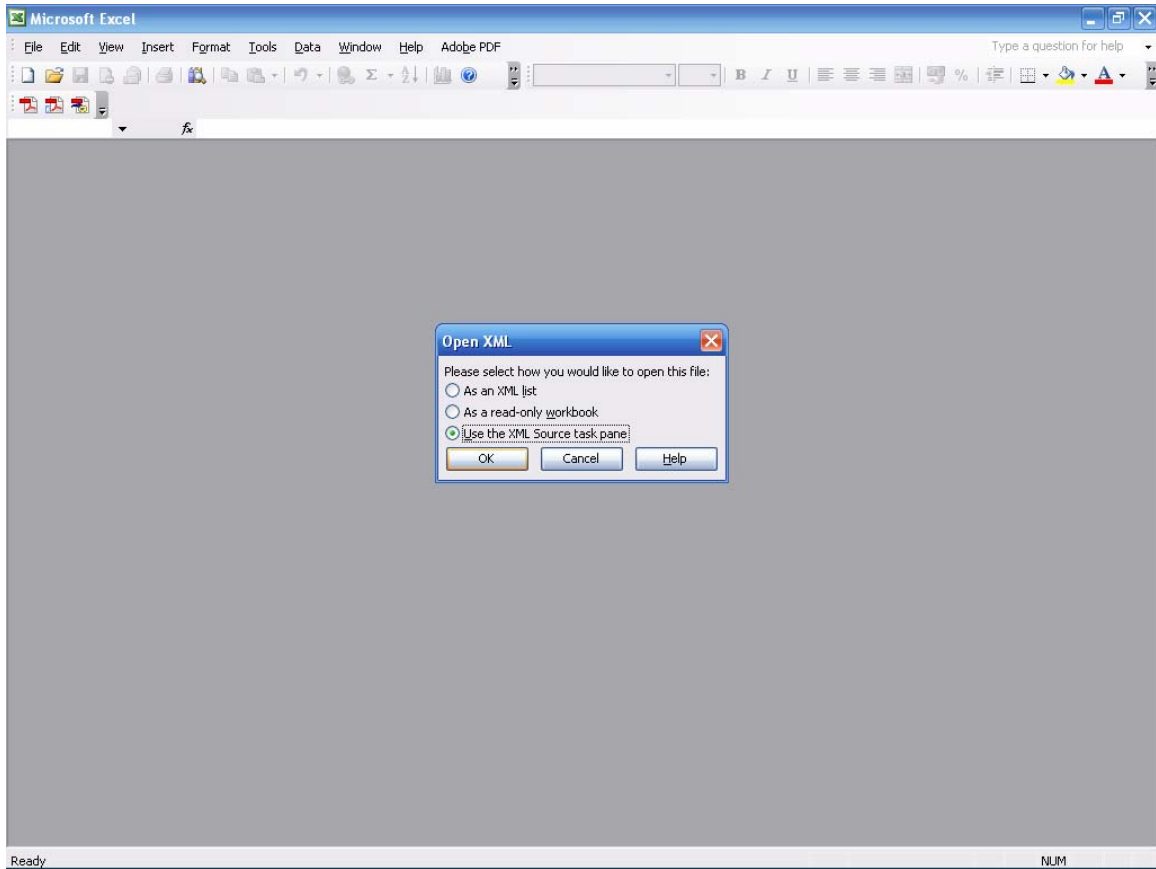 Microsoft Excel
File Edit View Insert Format Tools Data Window Help Adobe PDF Type a question for help
Σ B I U % A
fx
Open XML
Please select how you would like to open this file:
As an XML list
As a read-only workbook
Use the XML Source task pane
OK Cancel Help
Ready NUM